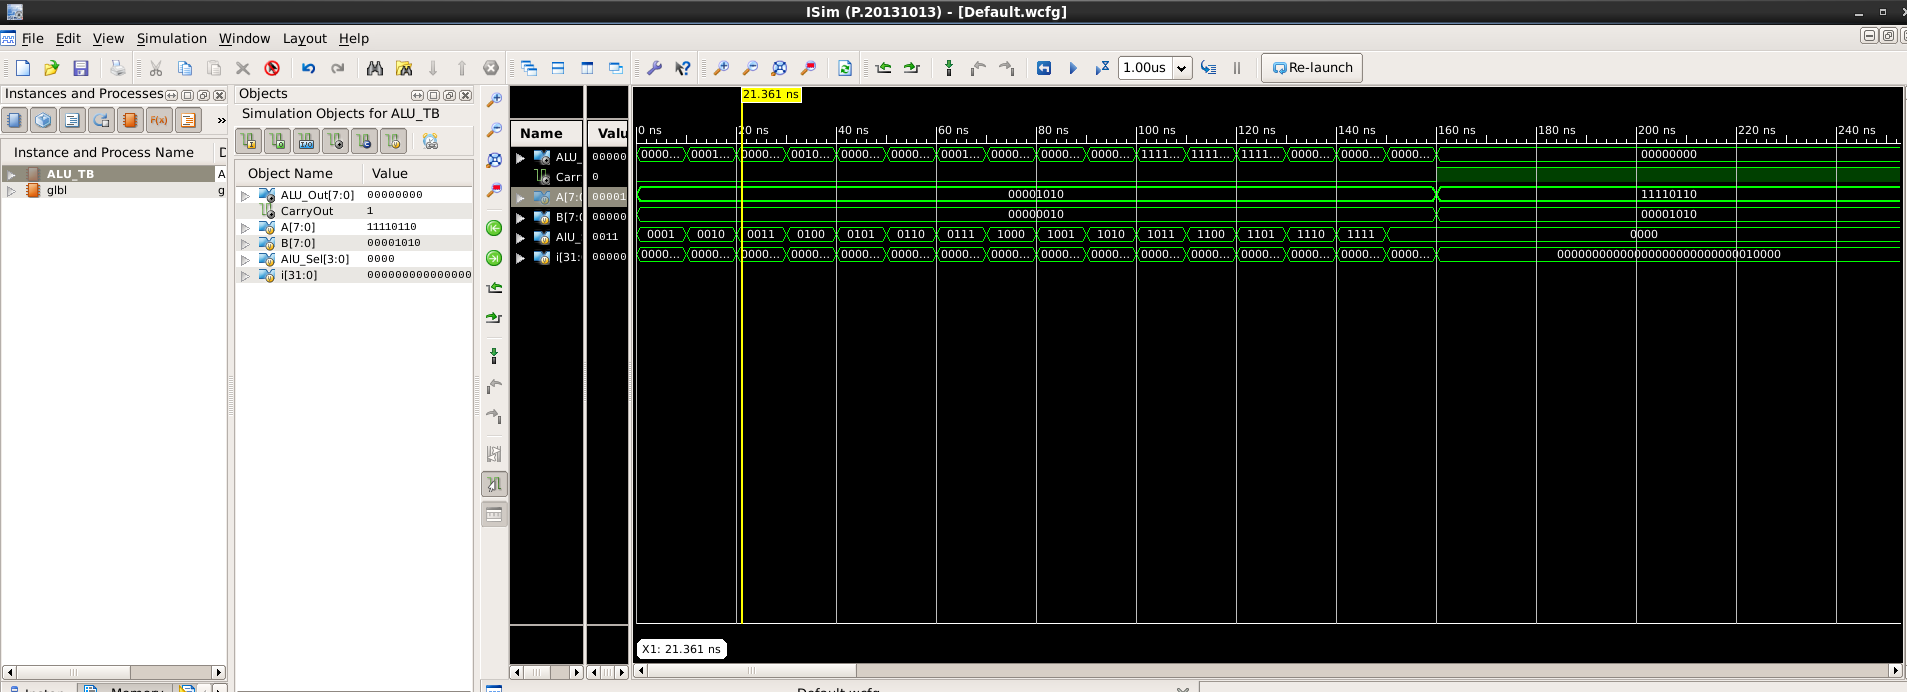 ISim (P.20131013) - [Default.wcfg]
File Edit View Simulation Window Layout Help
1.00us
Re-launch
Instances and Processes
Instance and Process Name
ALU_TB A
glbl g
Objects
Simulation Objects for ALU_TB
Object Name Value
ALU_Out[7:0] 00000000
CarryOut 1
A[7:0] 11110110
B[7:0] 00001010
AlU_Sel[3:0] 0000
i[31:0] 000000000000000
Name Valu
ALU_ 00000
Carr 0
A[7:0 00001
B[7:0 00000
AlU_ 0011
i[31: 00000
21.361 ns
0 ns 20 ns 40 ns 60 ns 80 ns 100 ns 120 ns 140 ns 160 ns 180 ns 200 ns 220 ns 240 ns
0000... 0001... 0000... 0010... 0000... 0000... 0001... 0000... 0000... 0000... 1111... 1111... 1111... 0000... 0000... 0000... 00000000
00001010 11110110
00000010 00001010
0001 0010 0011 0100 0101 0110 0111 1000 1001 1010 1011 1100 1101 1110 1111 0000
0000... 0000... 0000... 0000... 0000... 0000... 0000... 0000... 0000... 0000... 0000... 0000... 0000... 0000... 0000... 0000... 00000000000000000000000000010000
X1: 21.361 ns
Memory
Default.wcfg